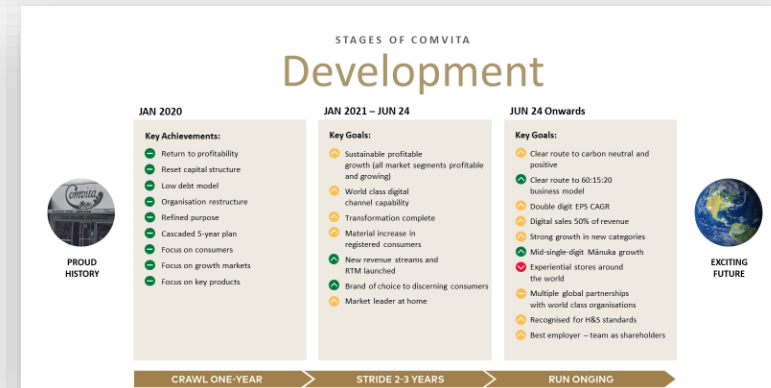 STAGES OF COMVITA
Development
JAN 2020
Key Achievements:
Return to profitability
Reset capital structure
Low debt model
Organisation restructure
Refined purpose
Cascaded 5-year plan
Focus on consumers
Focus on growth markets
Focus on key products
JAN 2021 – JUN 24
Key Goals:
Sustainable profitable
growth (all market segments profitable
and growing)
World class digital
channel capability
Transformation complete
Material increase in
registered consumers
New revenue streams and
RTM launched
Brand of choice to discerning consumers
Market leader at home
JUN 24 Onwards
Key Goals:
Clear route to carbon neutral and
positive
Clear route to 60:15:20
business model
Double digit EPS CAGR
Digital sales 50% of revenue
Strong growth in new categories
Mid-single-digit Mānuka growth
Experiential stores around
the world
Multiple global partnerships
with world class organisations
Recognised for H&S standards
Best employer – team as shareholders
Comvita
PROUD
HISTORY
EXCITING
FUTURE
CRAWL ONE-YEAR
STRIDE 2-3 YEARS
RUN ONGING